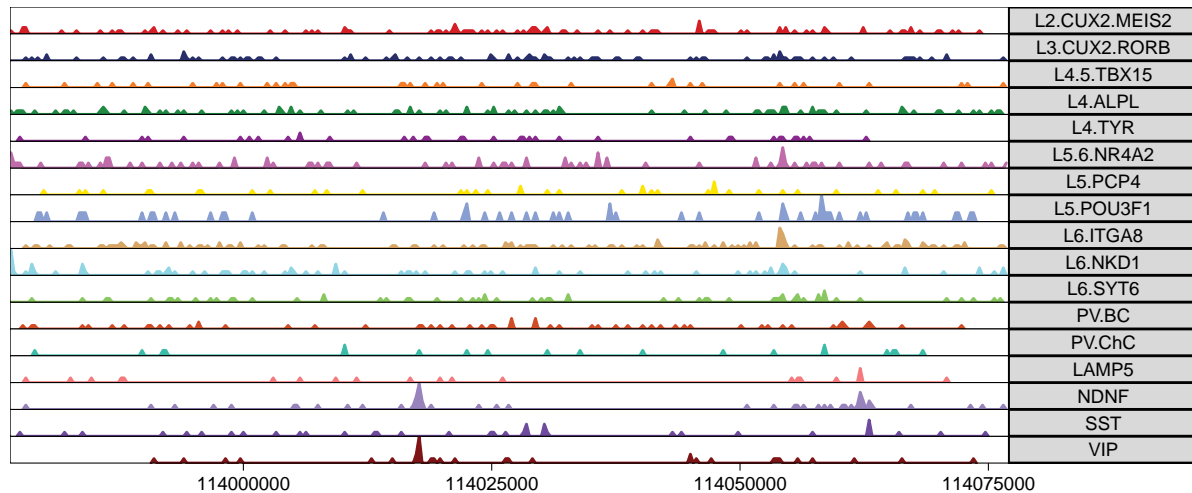 L2.CUX2.MEIS2
L3.CUX2.RORB
L4.5.TBX15
L4.ALPL
L4.TYR
L5.6.NR4A2
L5.PCP4
L5.POU3F1
L6.ITGA8
L6.NKD1
L6.SYT6
PV.BC
PV.ChC
LAMP5
NDNF
SST
VIP
114000000 114025000 114050000 114075000